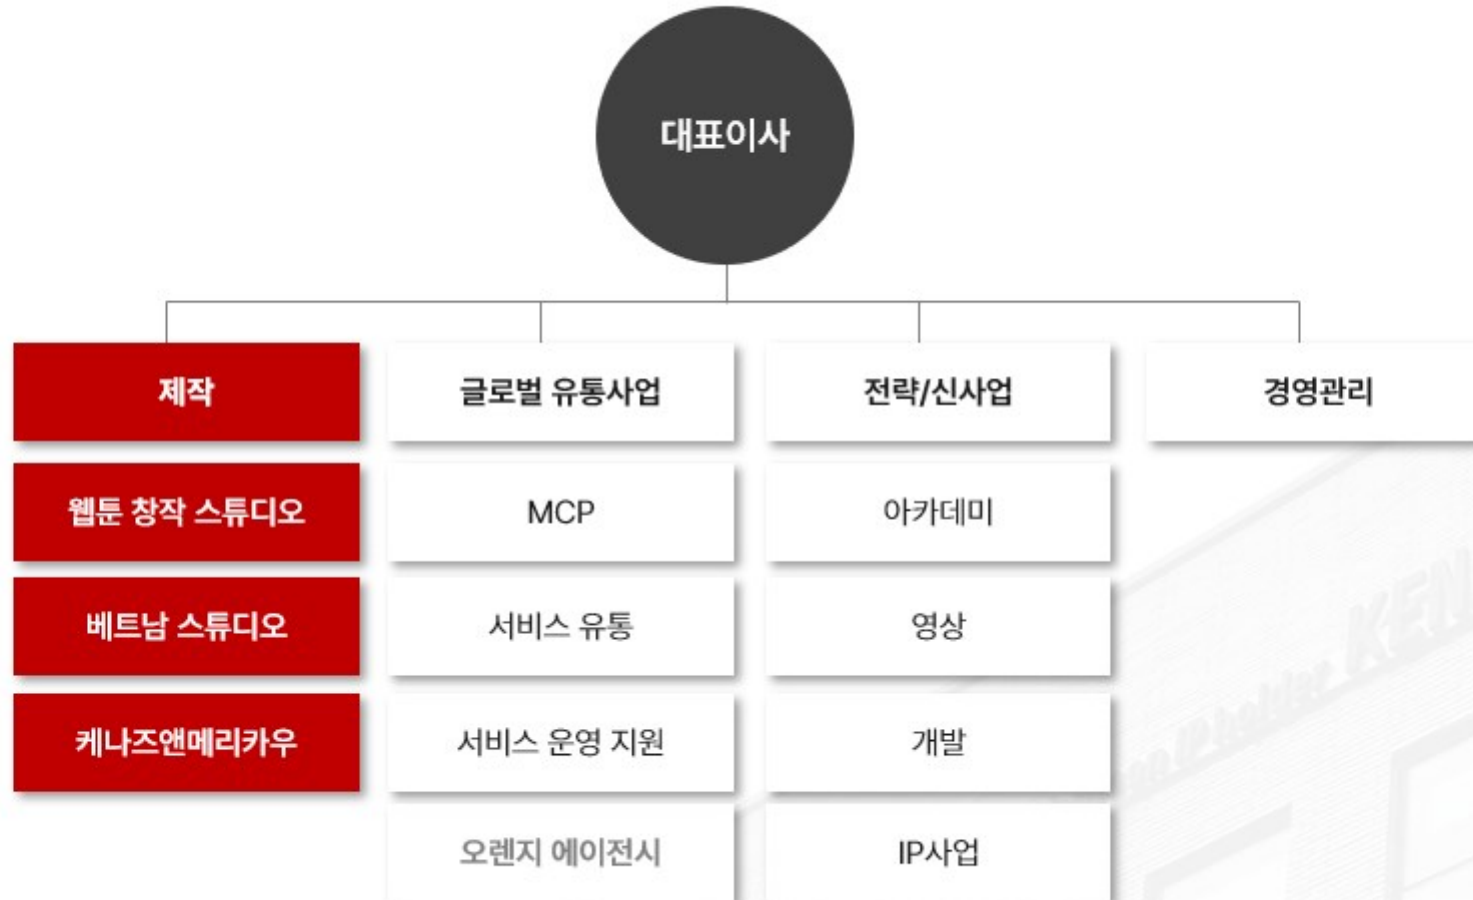 대표이사
제작
글로벌 유통사업
전략/신사업
경영관리
웹툰 창작 스튜디오
MCP
아카데미
베트남 스튜디오
서비스 유통
영상
케나즈앤메리카우
서비스 운영 지원
개발
오렌지 에이전시
IP사업
IP holder KEN